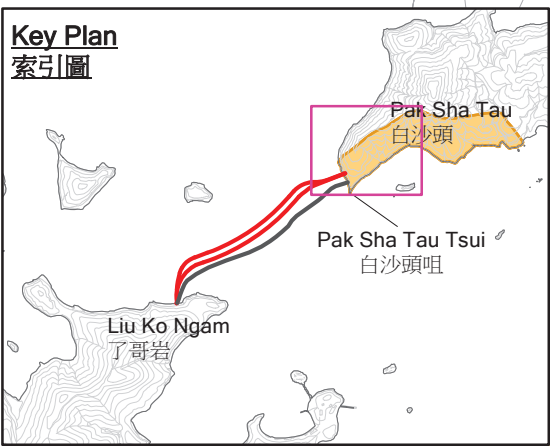 Key Plan
索引圖
Pak Sha Tau
白沙頭
Pak Sha Tau Tsui
白沙頭咀
Liu Ko Ngam
了哥岩